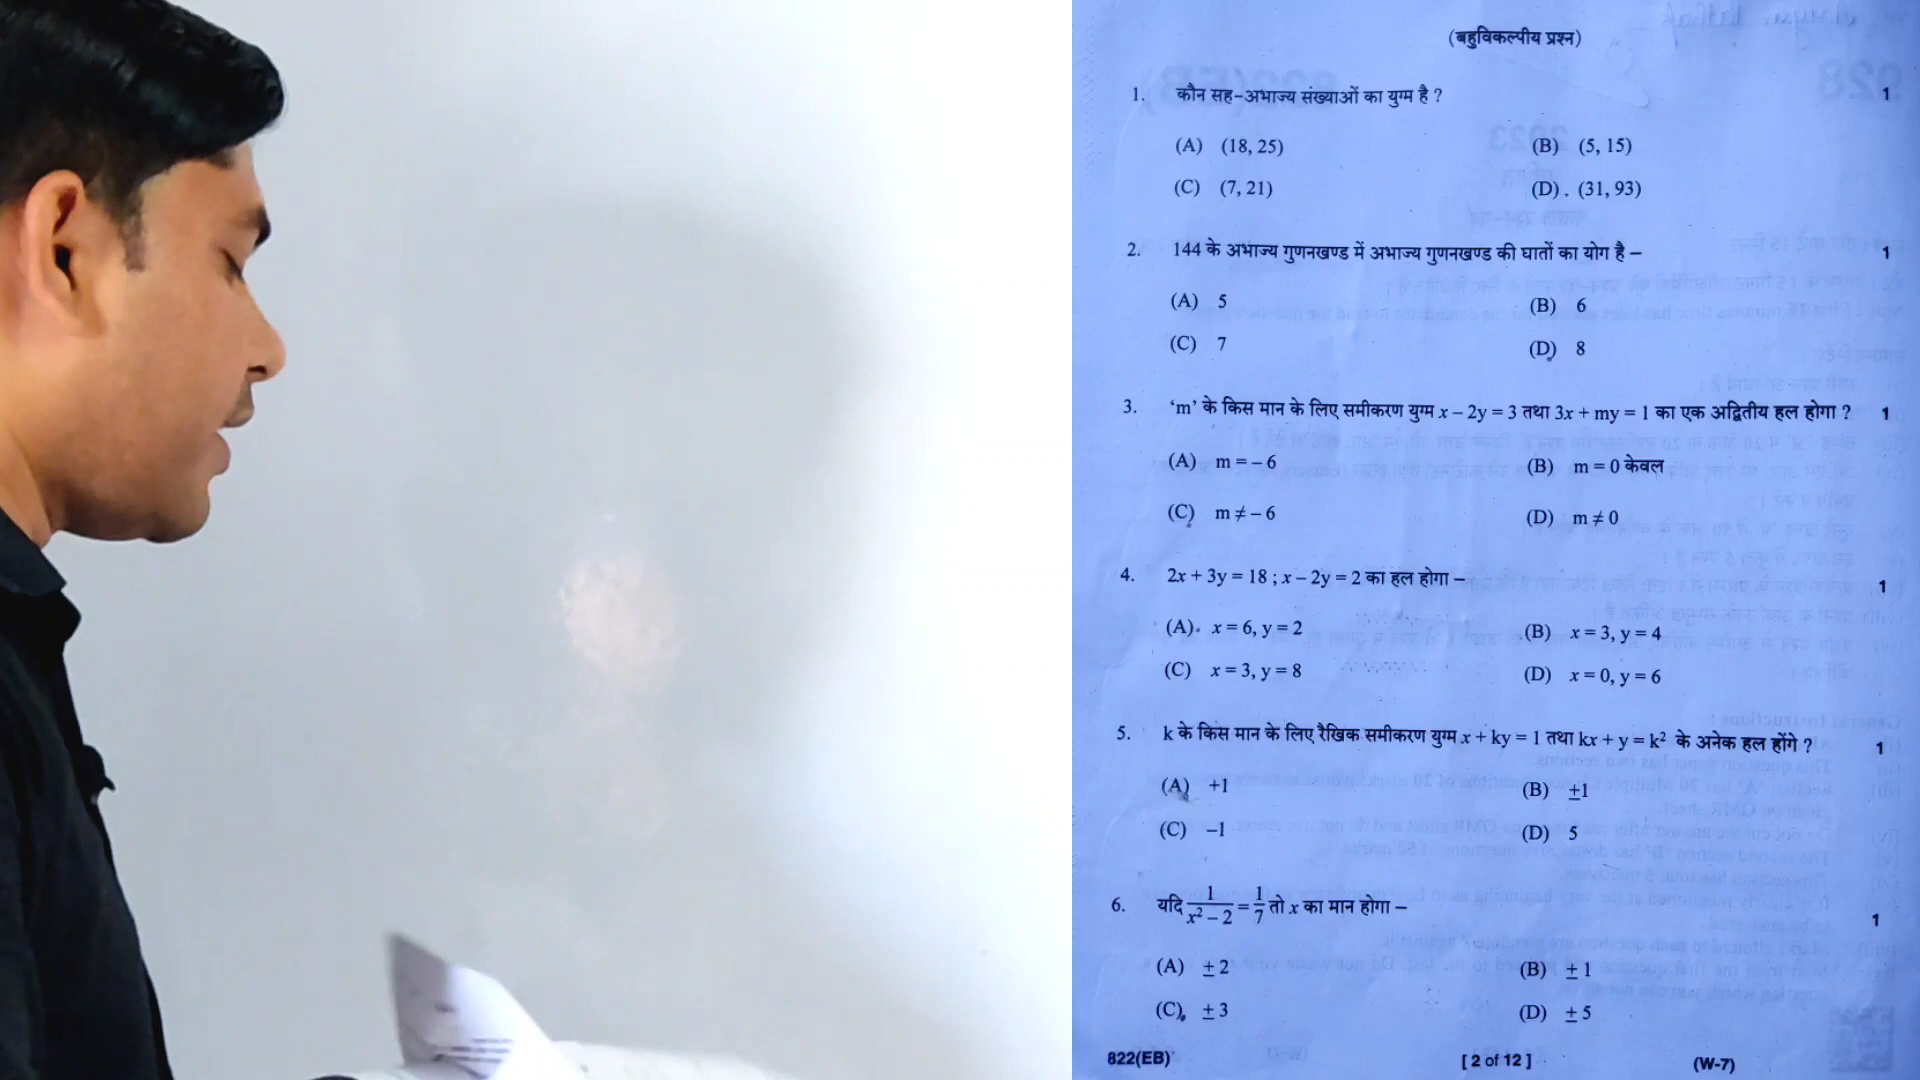 (बहुविकल्पीय प्रश्न)
1. कौन सह-अभाज्य संख्याओं का युग्म है ? 1
(A) (18, 25) (B) (5, 15)
(C) (7, 21) (D) . (31, 93)
2. 144 के अभाज्य गुणनखण्ड में अभाज्य गुणनखण्ड की घातों का योग है – 1
(A) 5 (B) 6
(C) 7 (D) 8
3. ‘m’ के किस मान के लिए समीकरण युग्म x – 2y = 3 तथा 3x + my = 1 का एक अद्वितीय हल होगा ? 1
(A) m = – 6 (B) m = 0 केवल
(C) m ≠ – 6 (D) m ≠ 0
4. 2x + 3y = 18 ; x – 2y = 2 का हल होगा – 1
(A) x = 6, y = 2 (B) x = 3, y = 4
(C) x = 3, y = 8 (D) x = 0, y = 6
5. k के किस मान के लिए रैखिक समीकरण युग्म x + ky = 1 तथा kx + y = k² के अनेक हल होंगे ? 1
(A) +1 (B) ±1
(C) –1 (D) 5
6. यदि 1/(x² – 2) = 1/7 तो x का मान होगा – 1
(A) ± 2 (B) ± 1
(C) ± 3 (D) ± 5
822(EB) [ 2 of 12 ] (W-7)